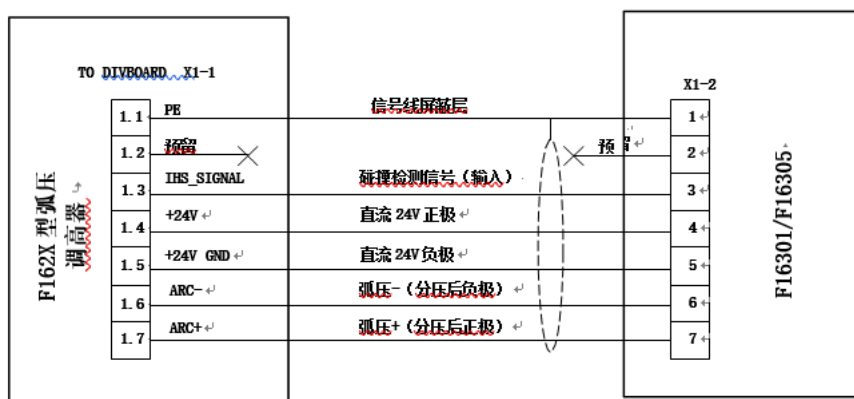 TO DIVBOARD X1-1
X1-2
1.1 PE 信号线屏蔽层 1
1.2 预留 预留 2
1.3 IHS_SIGNAL 碰撞检测信号（输入） 3
1.4 +24V 直流 24V 正极 4
1.5 +24V GND 直流 24V 负极 5
1.6 ARC- 弧压-（分压后负极） 6
1.7 ARC+ 弧压+（分压后正极） 7
F162X 型弧压
调高器
F16301/F16305